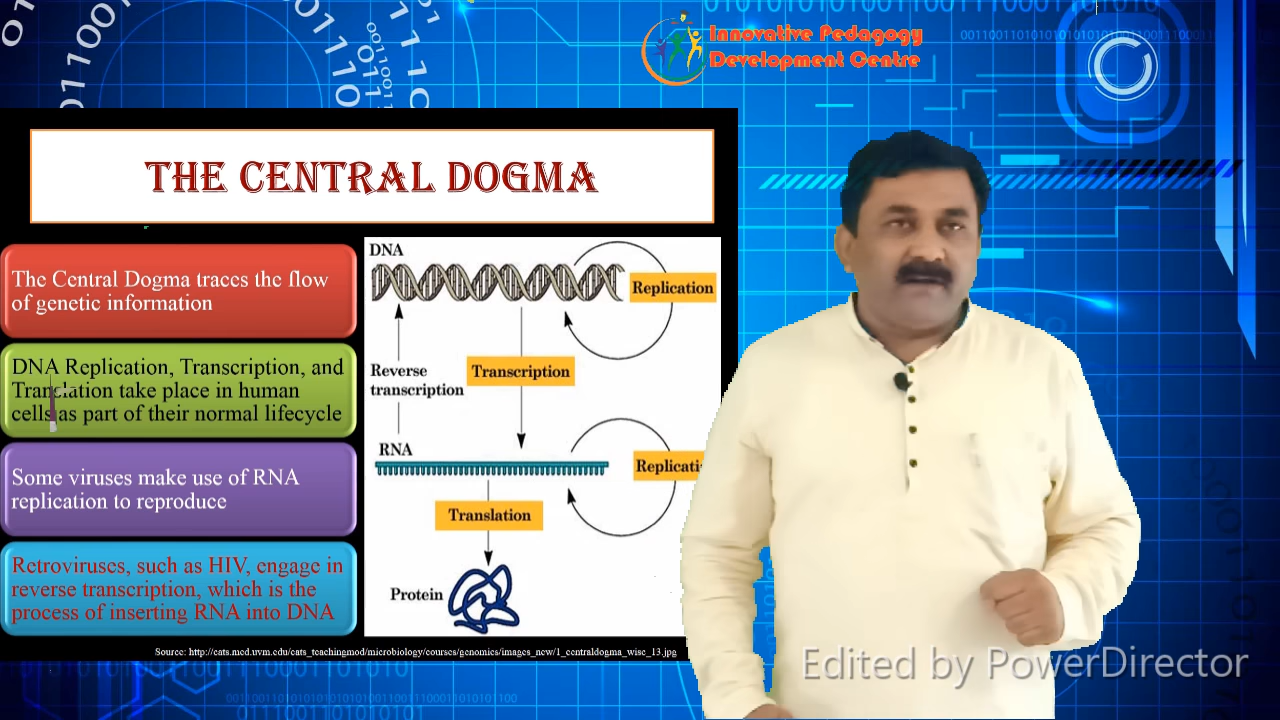 Innovative Pedagogy
Development Centre
THE CENTRAL DOGMA
The Central Dogma traces the flow
of genetic information
DNA Replication, Transcription, and
Translation take place in human
cells as part of their normal lifecycle
Some viruses make use of RNA
replication to reproduce
Retroviruses, such as HIV, engage in
reverse transcription, which is the
process of inserting RNA into DNA
DNA
Replication
Reverse
transcription
Transcription
RNA
Replicati
Translation
Protein
Source: http://cats.med.uvm.edu/cats_teachingmod/microbiology/courses/genomics/images_new/1_centraldogma_wisc_13.jpg
Edited by PowerDirector